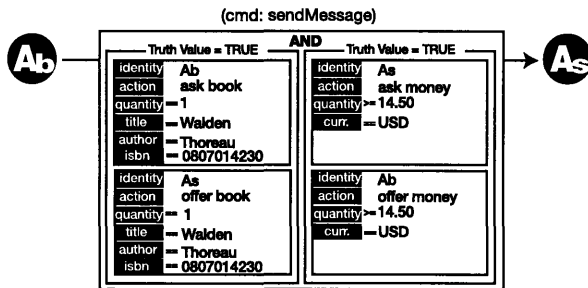 (cmd: sendMessage)
AND
Ab
As
Truth Value = TRUE
identity Ab
action ask book
quantity == 1
title == Walden
author == Thoreau
isbn == 0807014230
identity As
action offer book
quantity == 1
title == Walden
author == Thoreau
isbn == 0807014230
Truth Value = TRUE
identity As
action ask money
quantity >= 14.50
curr. == USD
identity Ab
action offer money
quantity >= 14.50
curr. == USD